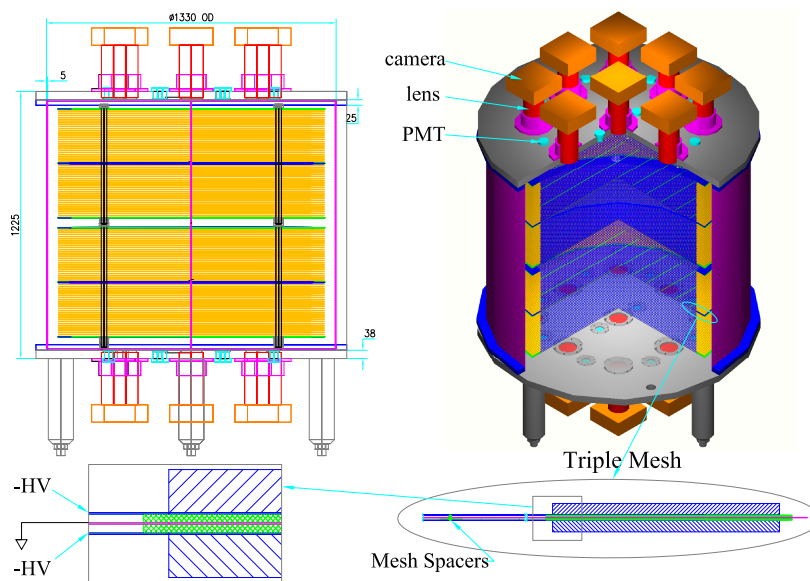 ø1330 OD
5
25
1225
38
camera
lens
PMT
Triple Mesh
-HV
-HV
Mesh Spacers